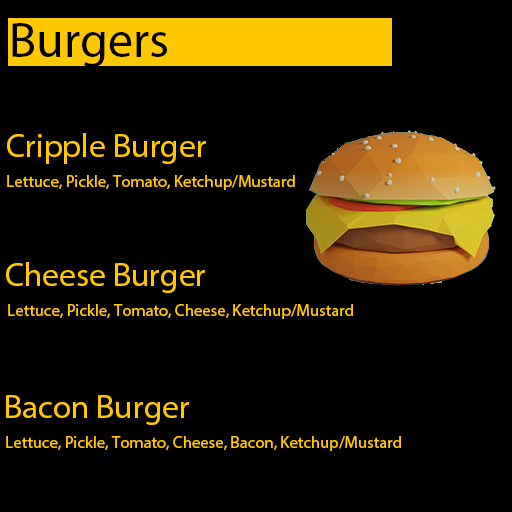 Burgers
Cripple Burger
Lettuce, Pickle, Tomato, Ketchup/Mustard
Cheese Burger
Lettuce, Pickle, Tomato, Cheese, Ketchup/Mustard
Bacon Burger
Lettuce, Pickle, Tomato, Cheese, Bacon, Ketchup/Mustard